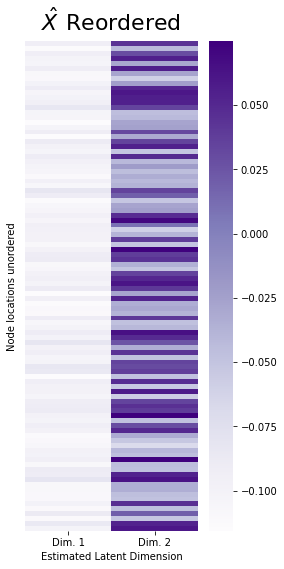 X̂ Reordered
Node locations unordered
Dim. 1
Dim. 2
Estimated Latent Dimension
0.050
0.025
0.000
−0.025
−0.050
−0.075
−0.100